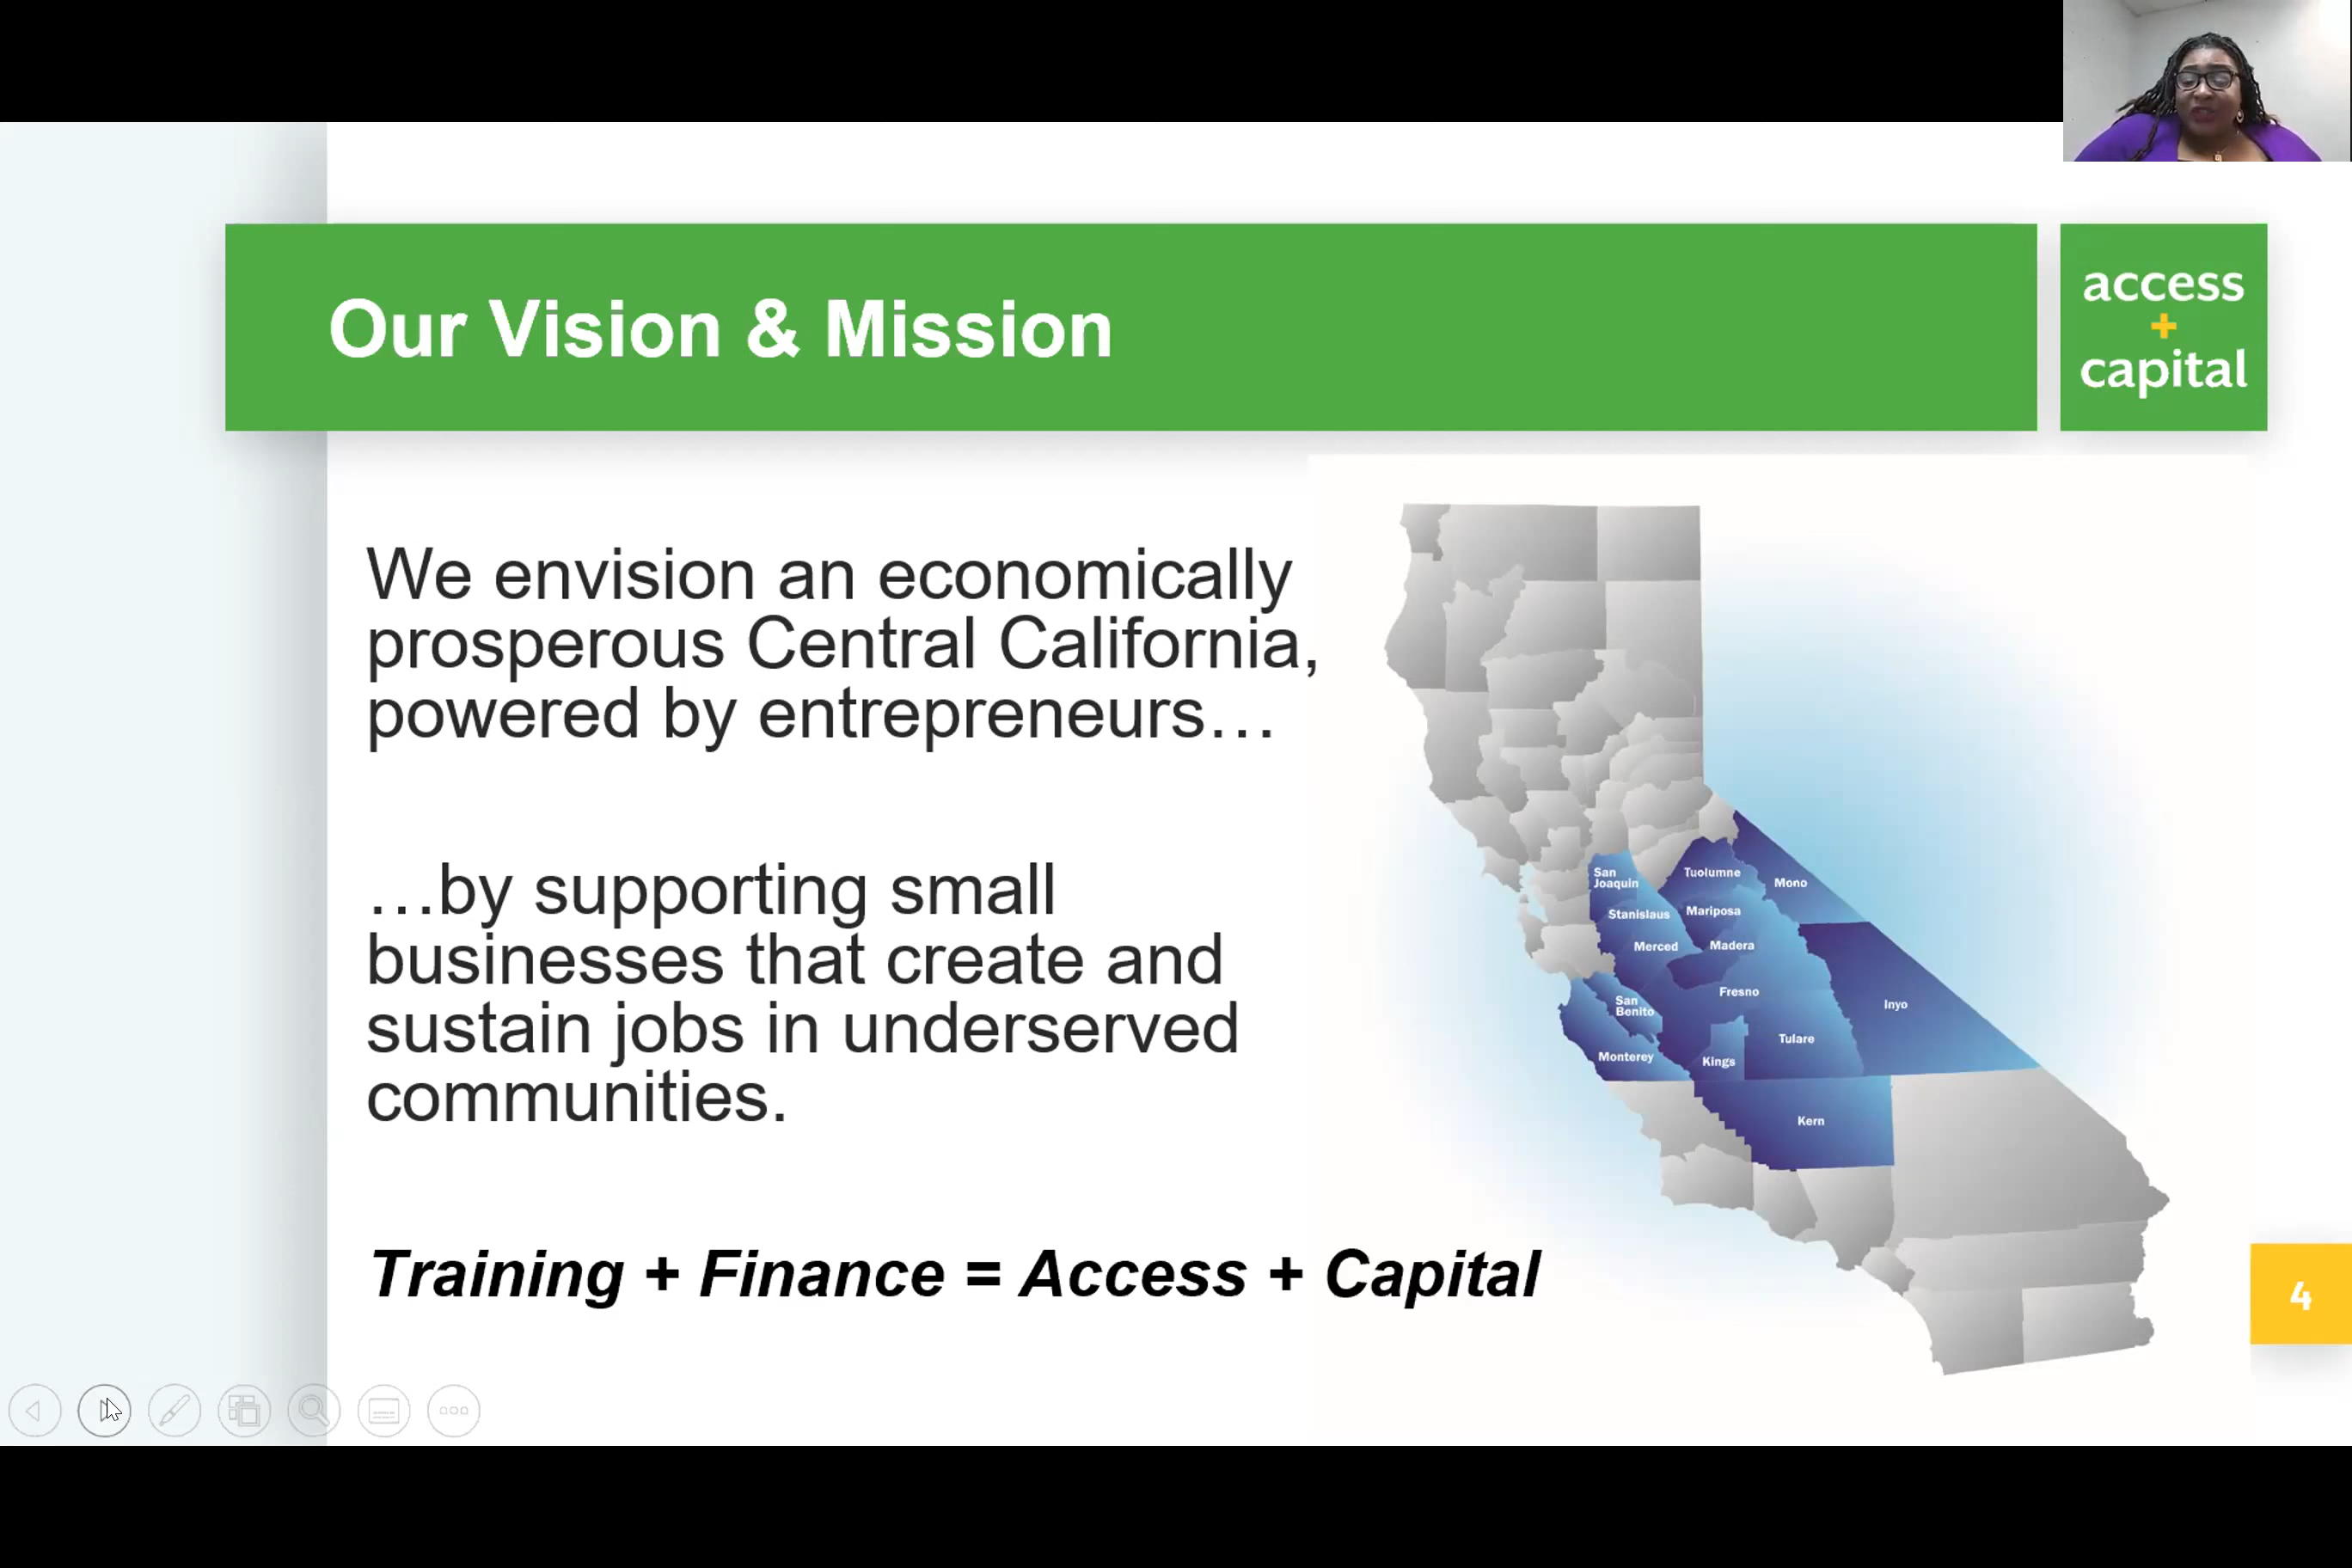 Our Vision & Mission
access
+
capital
We envision an economically
prosperous Central California,
powered by entrepreneurs…
…by supporting small
businesses that create and
sustain jobs in underserved
communities.
Training + Finance = Access + Capital
San
Joaquin
Tuolumne
Mono
Stanislaus
Mariposa
Merced
Madera
Fresno
San
Benito
Inyo
Monterey
Kings
Tulare
Kern
4